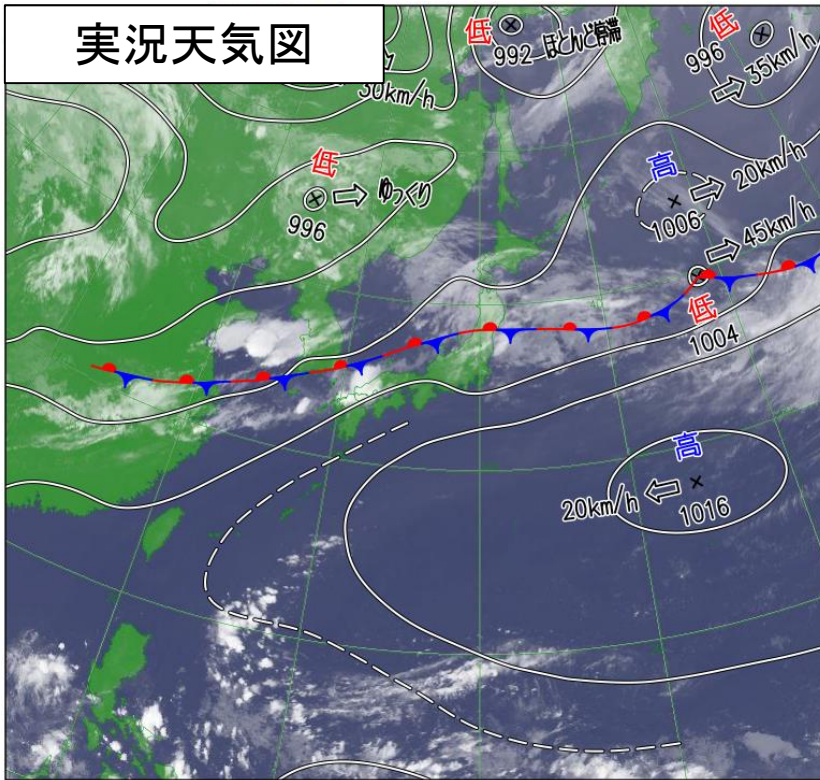 実況天気図
30km/h
低
992 ほとんど停滞
低
996
35km/h
低
996
ゆっくり
高
1006
20km/h
45km/h
低
1004
高
1016
20km/h